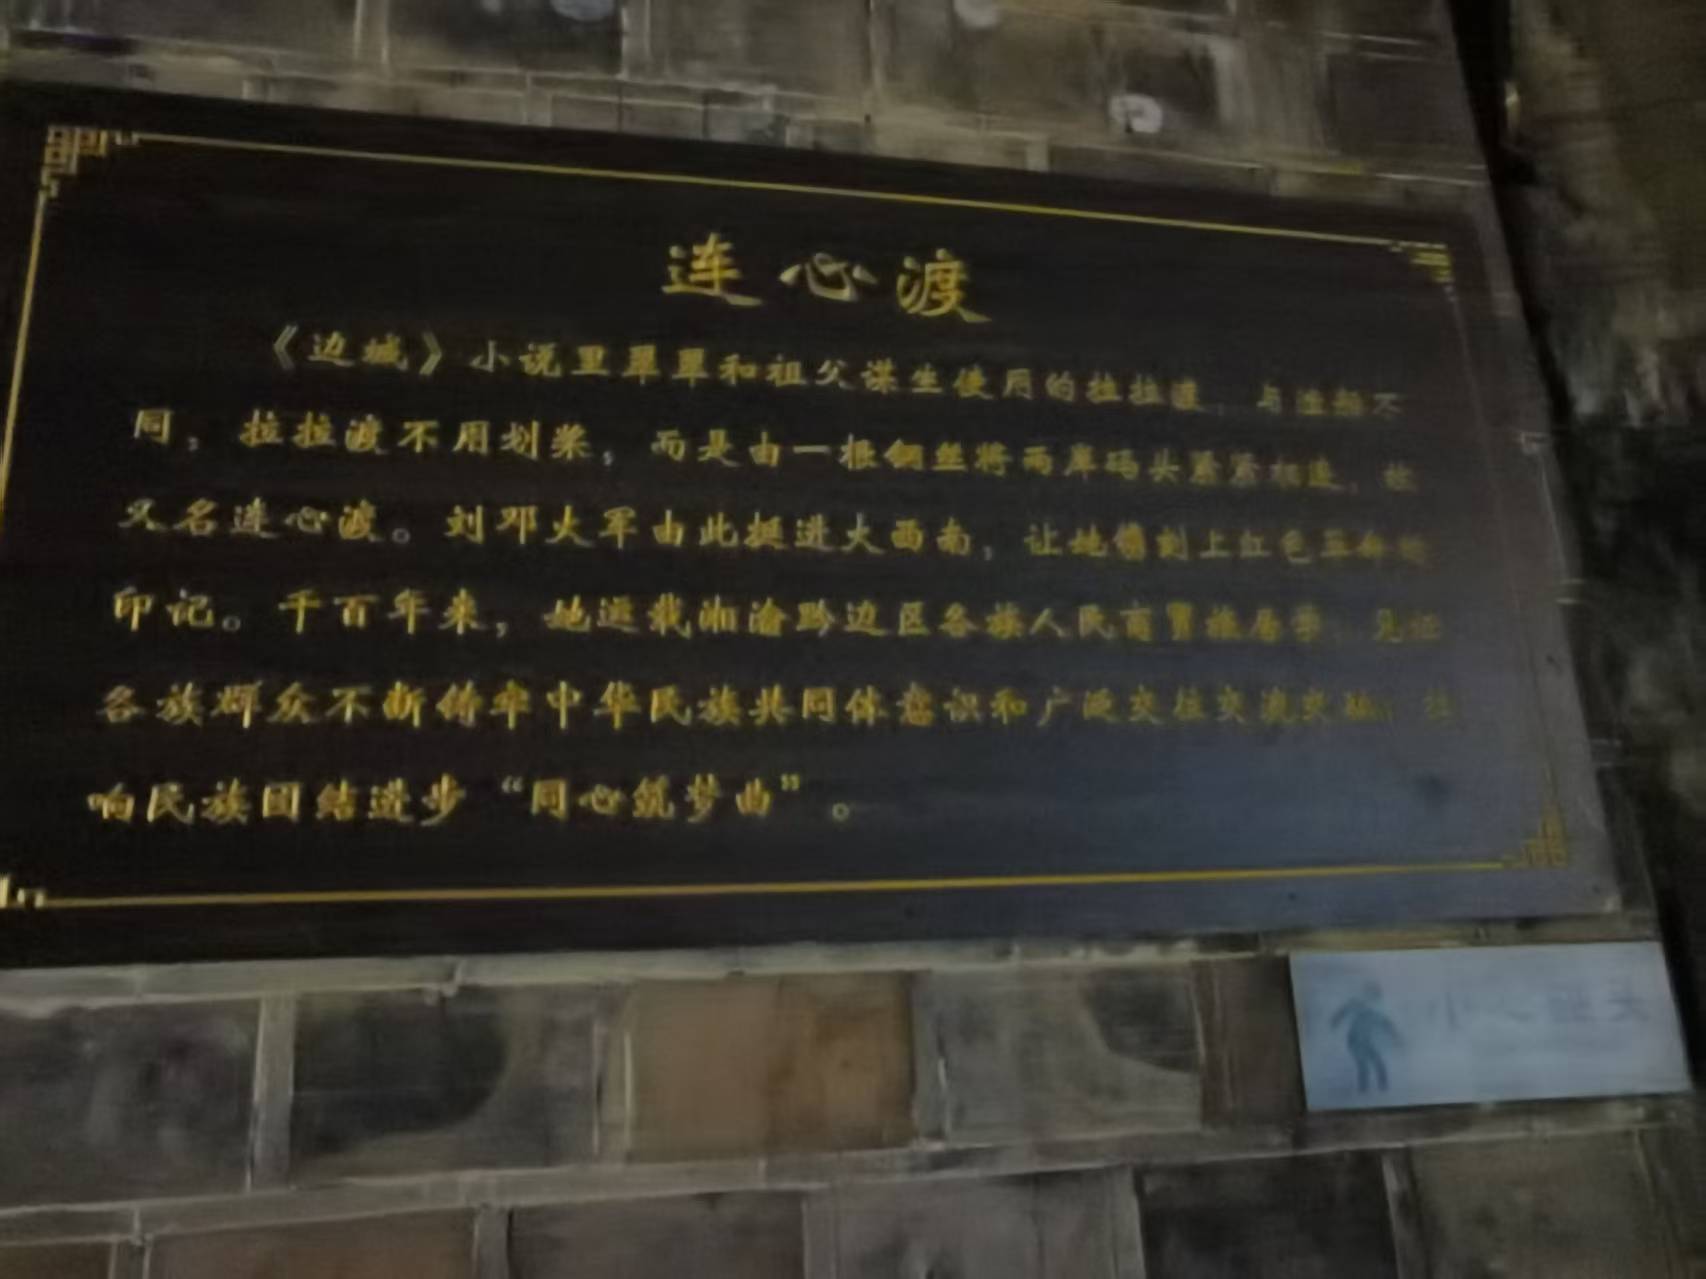 连心渡
《边城》小说里翠翠和祖父谋生使用的拉拉渡，与渔船不
同，拉拉渡不用划桨，而是由一根钢丝将两岸码头紧紧相连，故
又名连心渡。刘邓大军由此挺进大西南，让她镌刻上红色革命的
印记。千百年来，她运载湘渝黔边区各族人民商贾旅居学，见证
各族群众不断铸牢中华民族共同体意识和广泛交往交流交融，
响民族团结进步“同心筑梦曲”。
小心